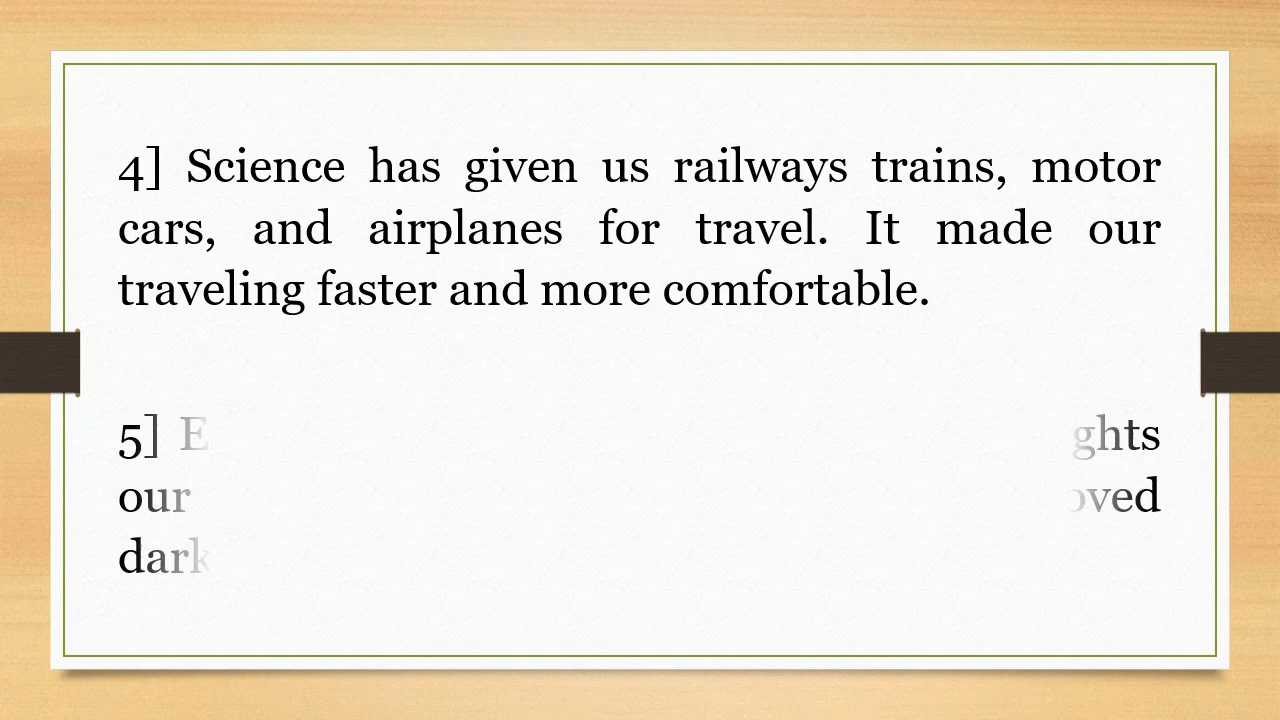 4] Science has given us railways trains, motor
cars, and airplanes for travel. It made our
traveling faster and more comfortable.
5]
our